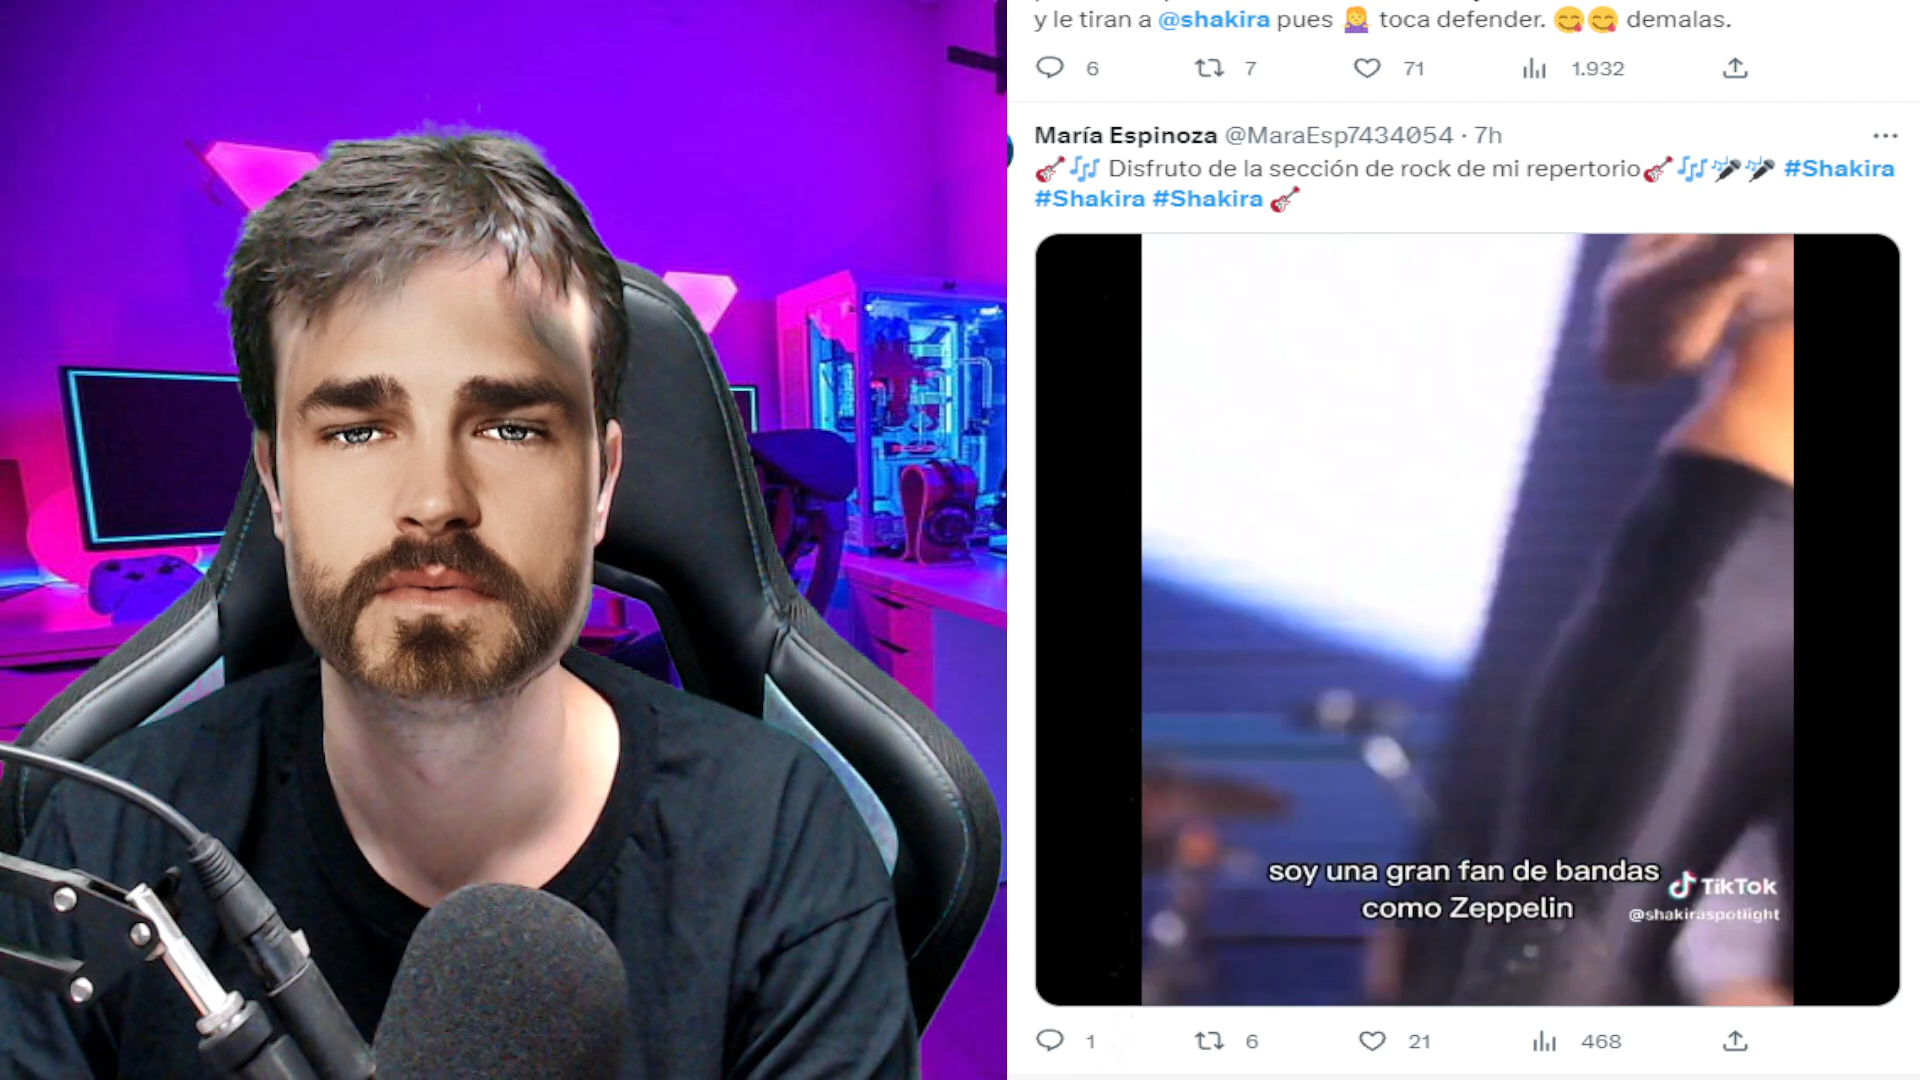 y le tiran a @shakira pues 🤷‍♀️ toca defender. 😋😋 demalas.
6 7 71 1.932
María Espinoza @MaraEsp7434054 · 7h
🎸🎶 Disfruto de la sección de rock de mi repertorio🎸🎶🎤🎤 #Shakira
#Shakira #Shakira 🎸
soy una gran fan de bandas
como Zeppelin
TikTok
@shakiraspotlight
1 6 21 468